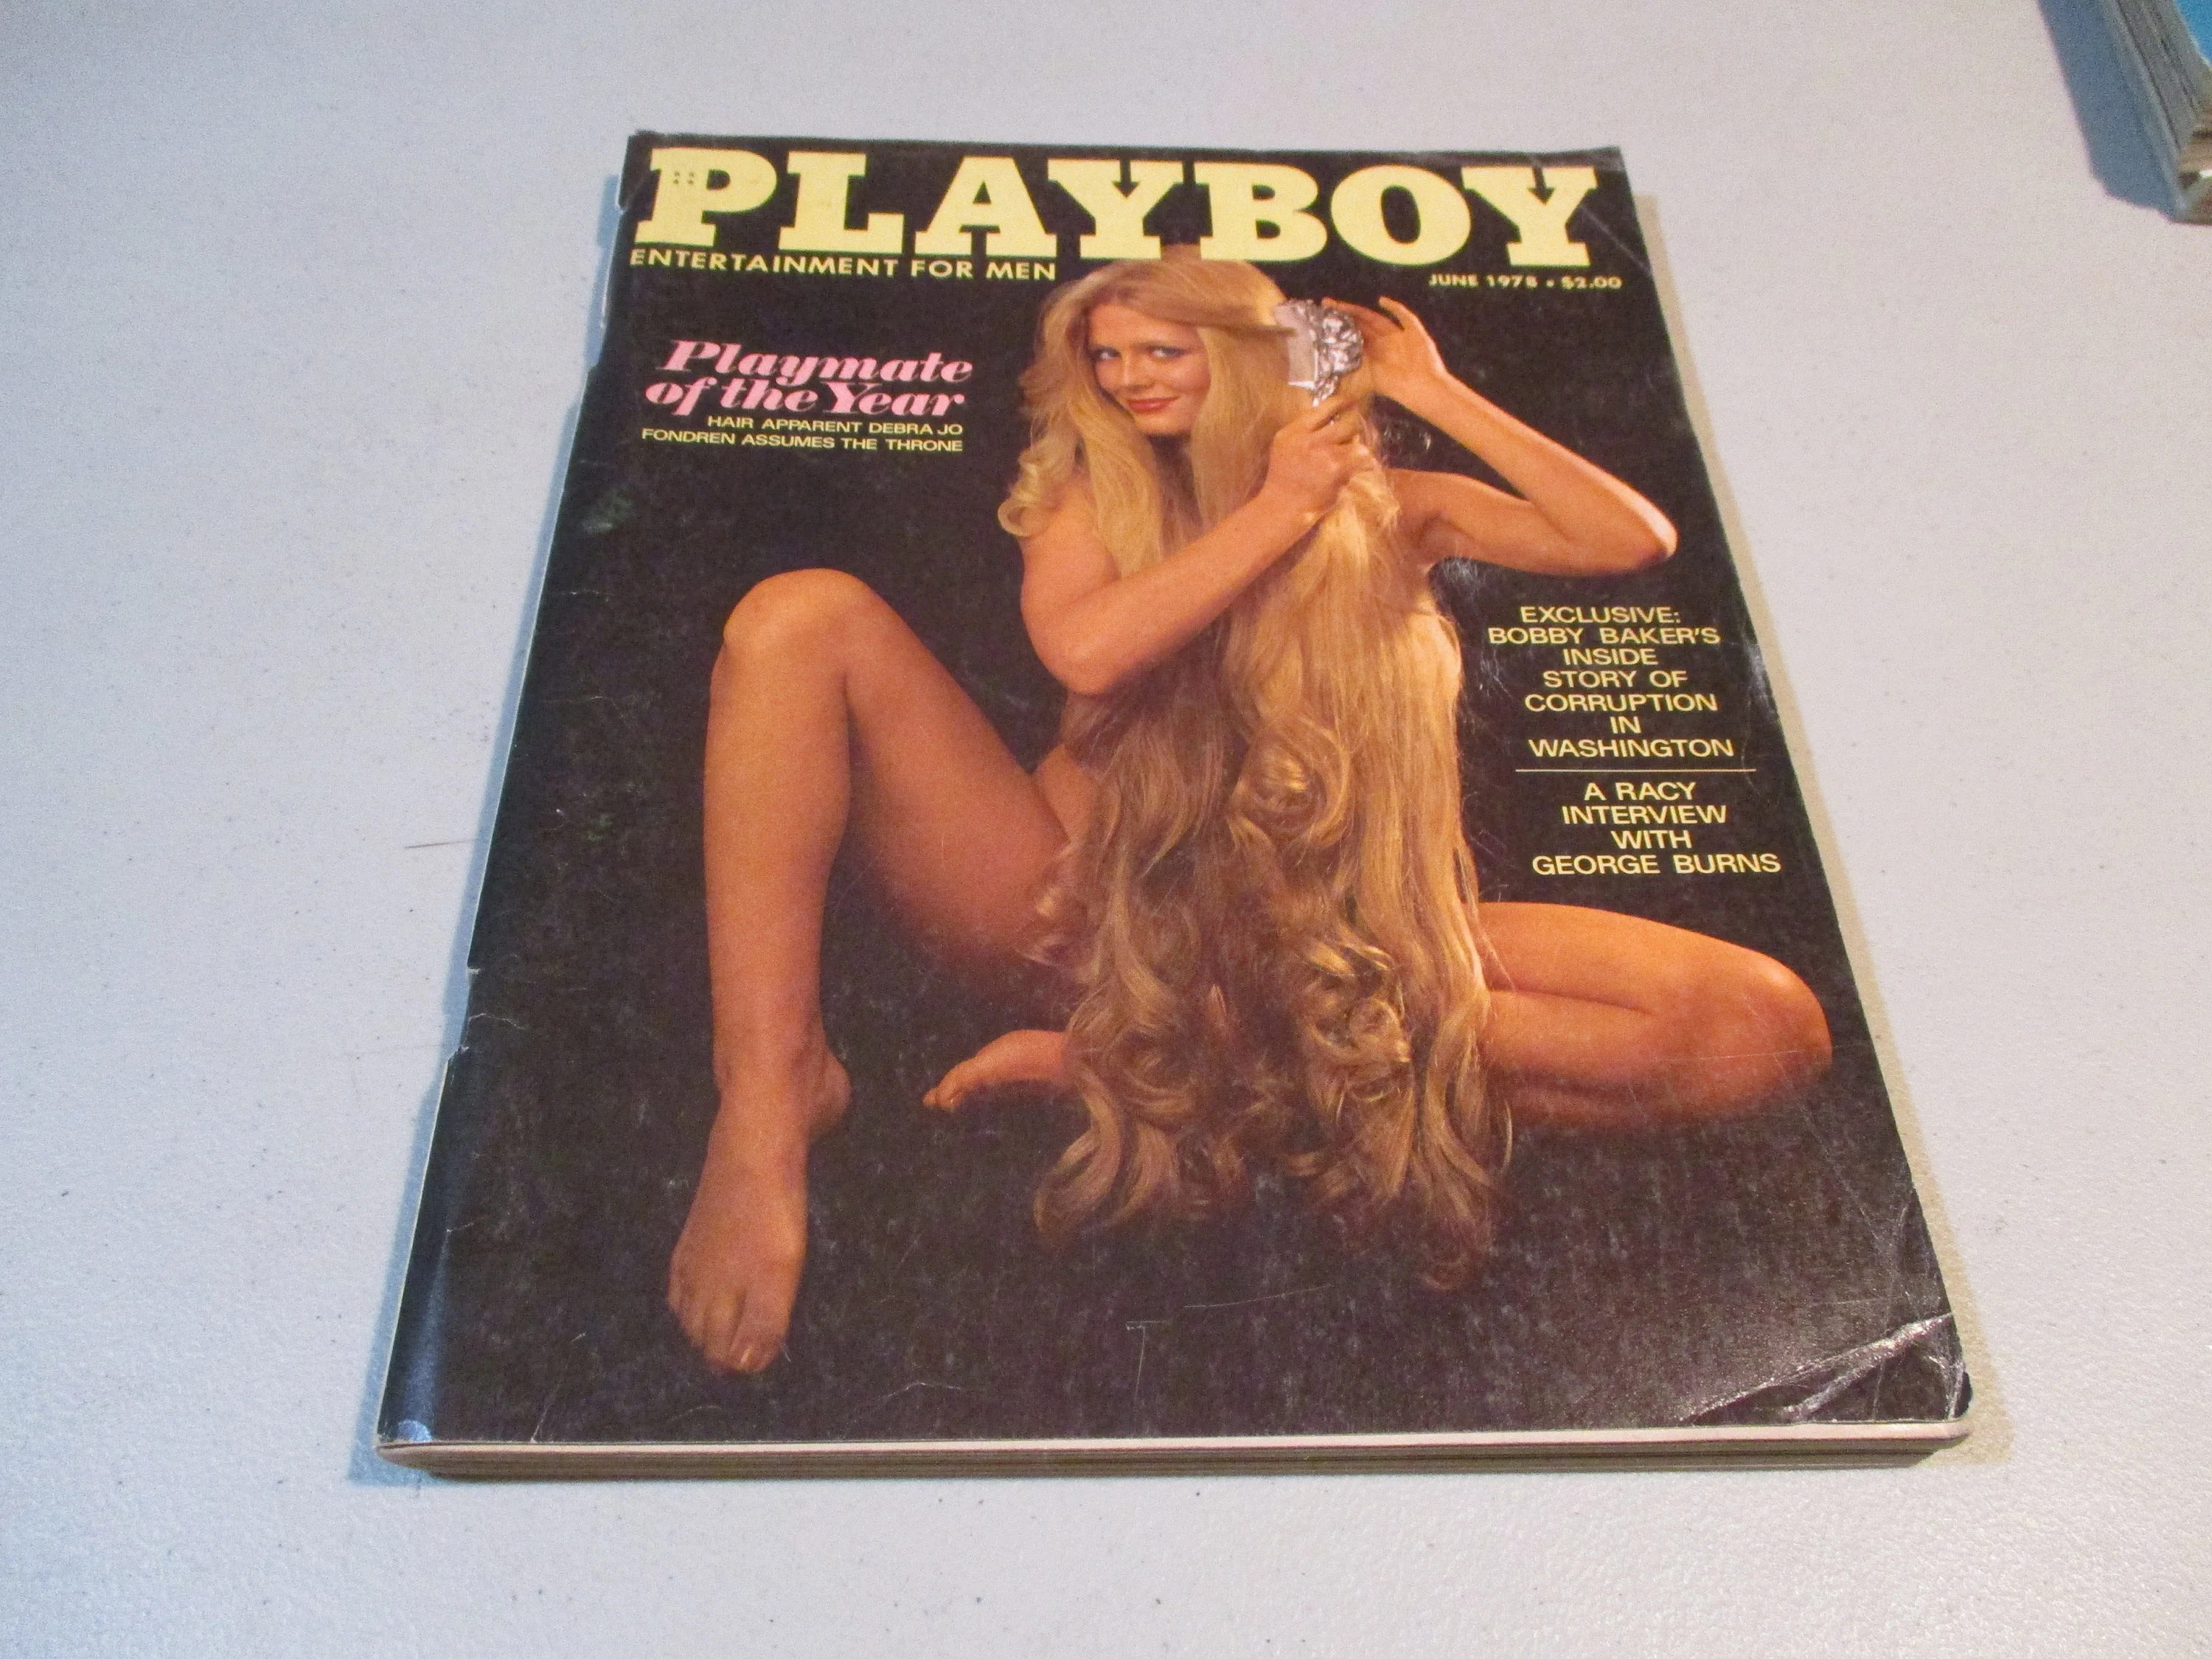 PLAYBOY
ENTERTAINMENT FOR MEN
JUNE 1978 • $2.00
Playmate
of the Year
HAIR APPARENT DEBRA JO
FONDREN ASSUMES THE THRONE
EXCLUSIVE:
BOBBY BAKER'S
INSIDE
STORY OF
CORRUPTION
IN
WASHINGTON
A RACY
INTERVIEW
WITH
GEORGE BURNS